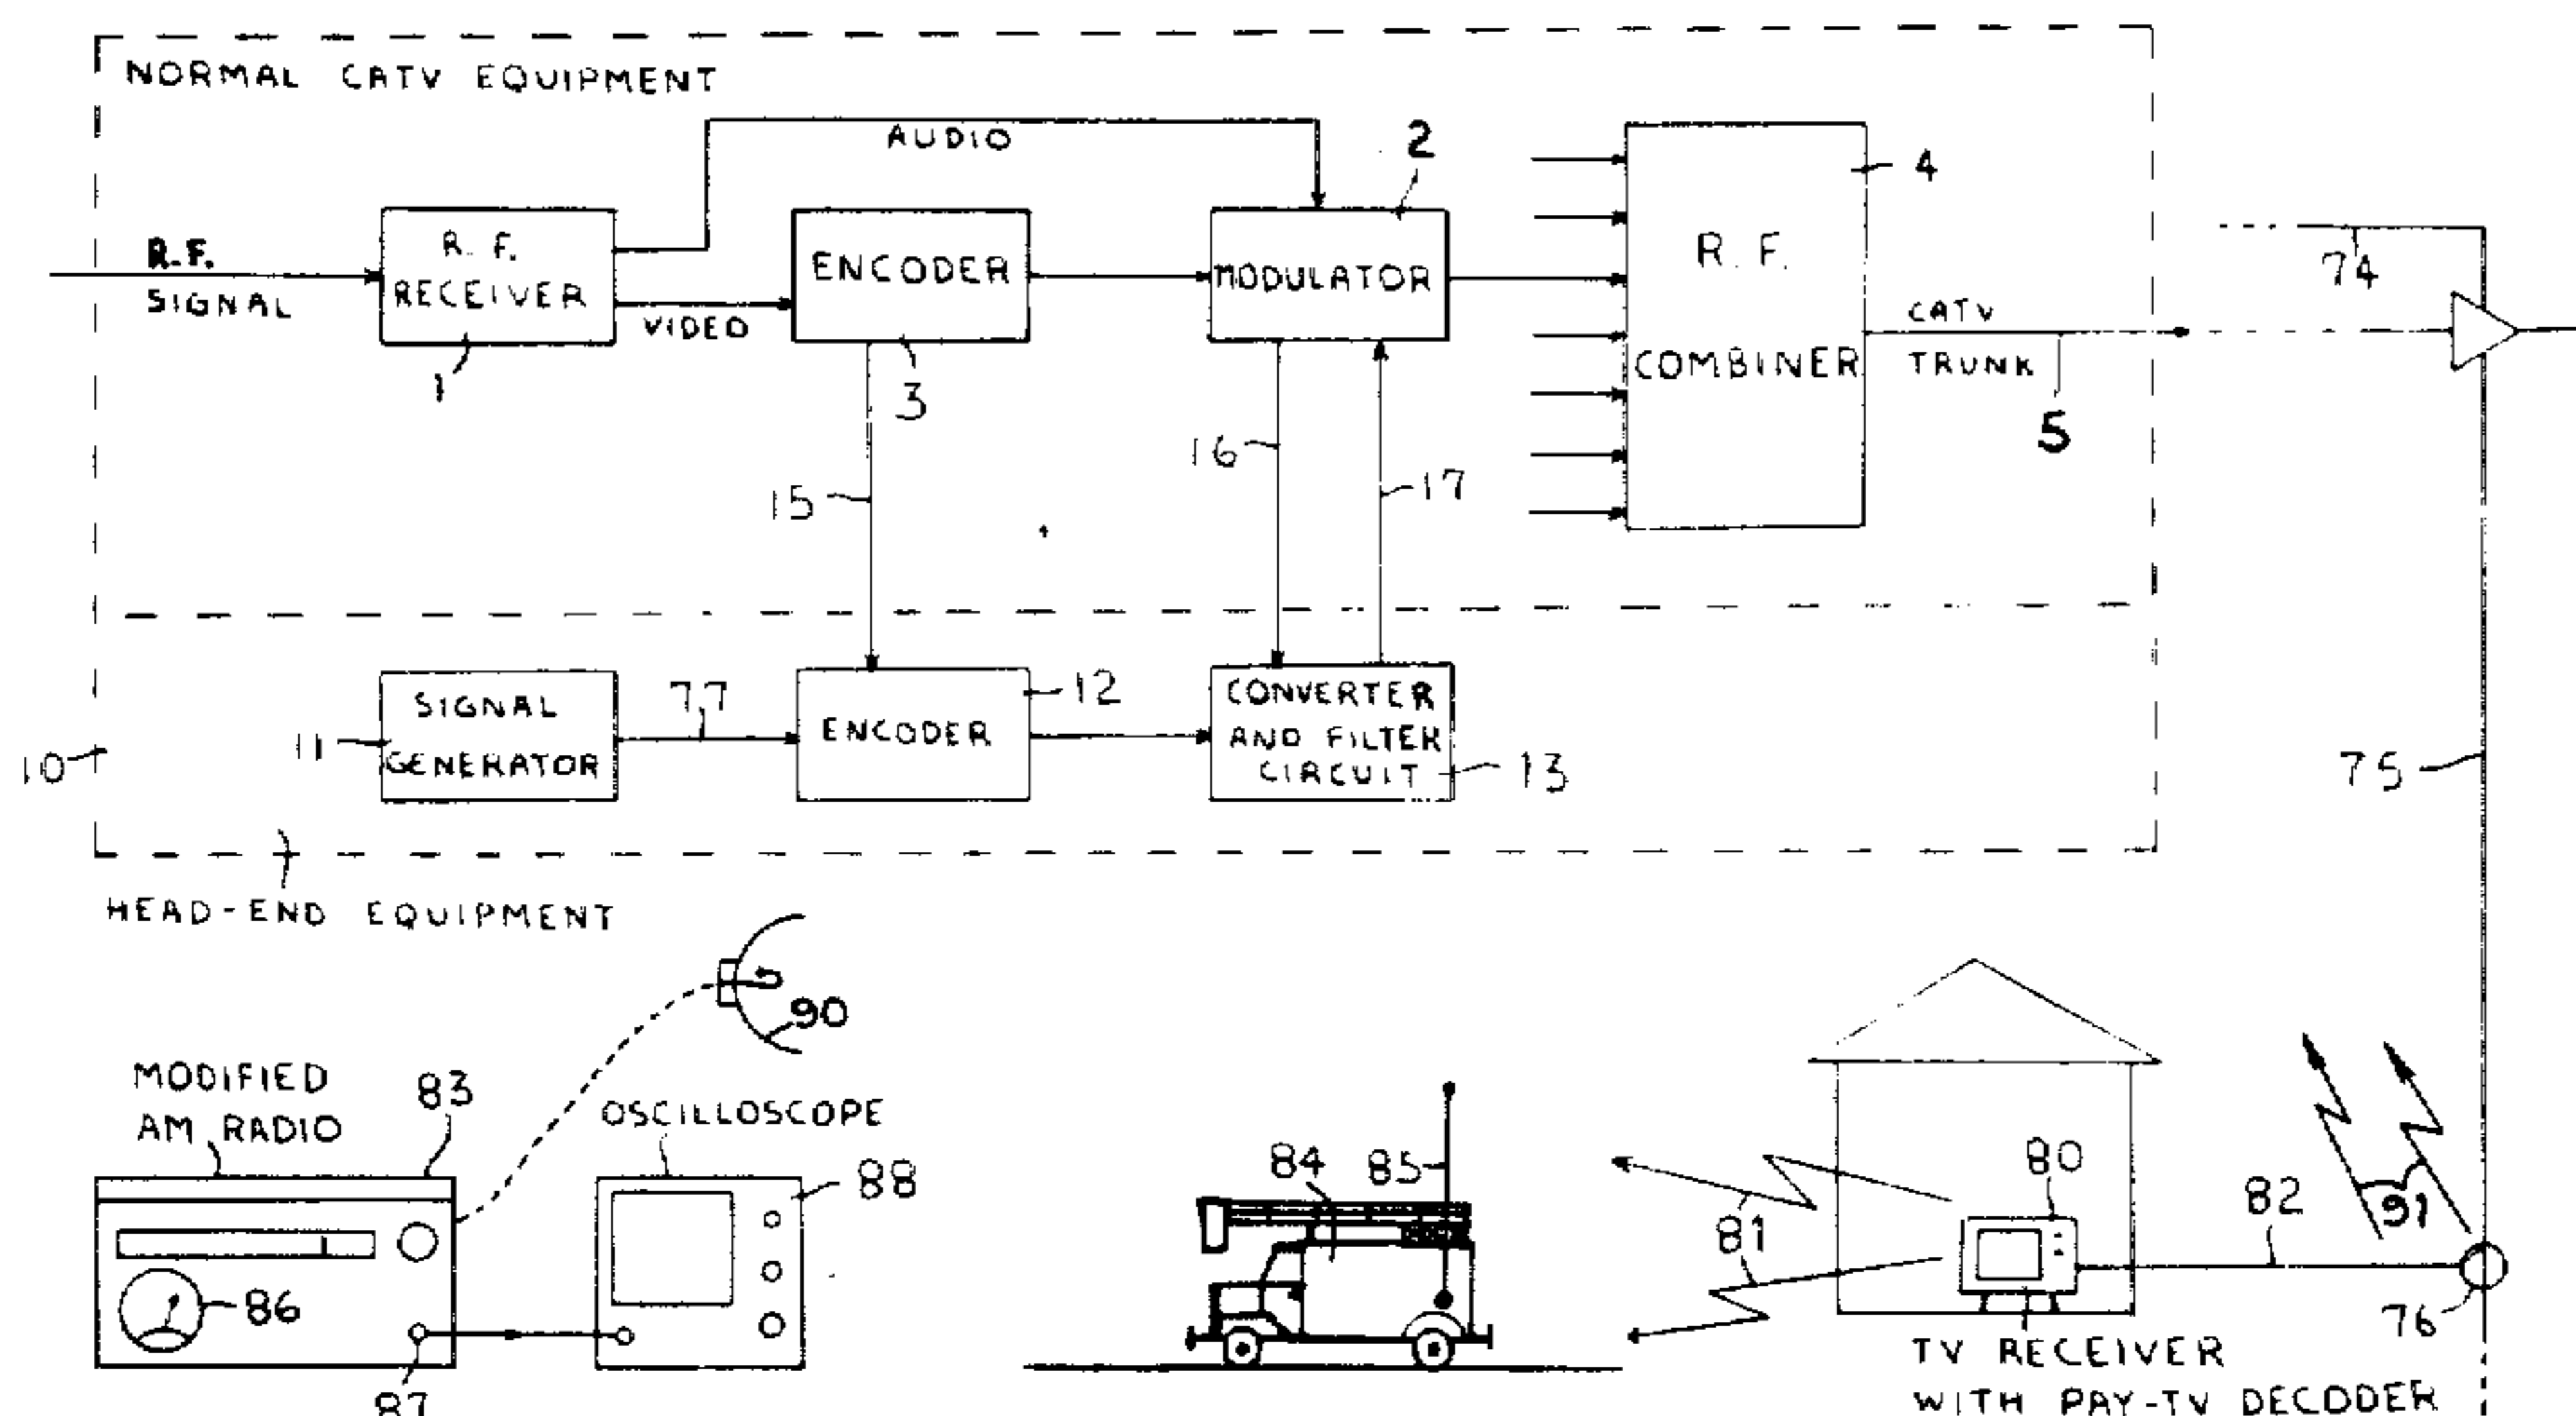 NORMAL CATV EQUIPMENT
AUDIO
2
4
R.F.
SIGNAL
R. F.
RECEIVER
1
VIDEO
ENCODER
3
MODULATOR
R. F.
COMBINER
CATV
TRUNK
5
74
15
16
17
10
11
SIGNAL
GENERATOR
77
ENCODER
12
CONVERTER
AND FILTER
CIRCUIT
13
75
HEAD-END EQUIPMENT
90
MODIFIED
AM RADIO
83
OSCILLOSCOPE
88
86
87
84
85
81
80
82
91
76
TV RECEIVER
WITH PAY-TV DECODER